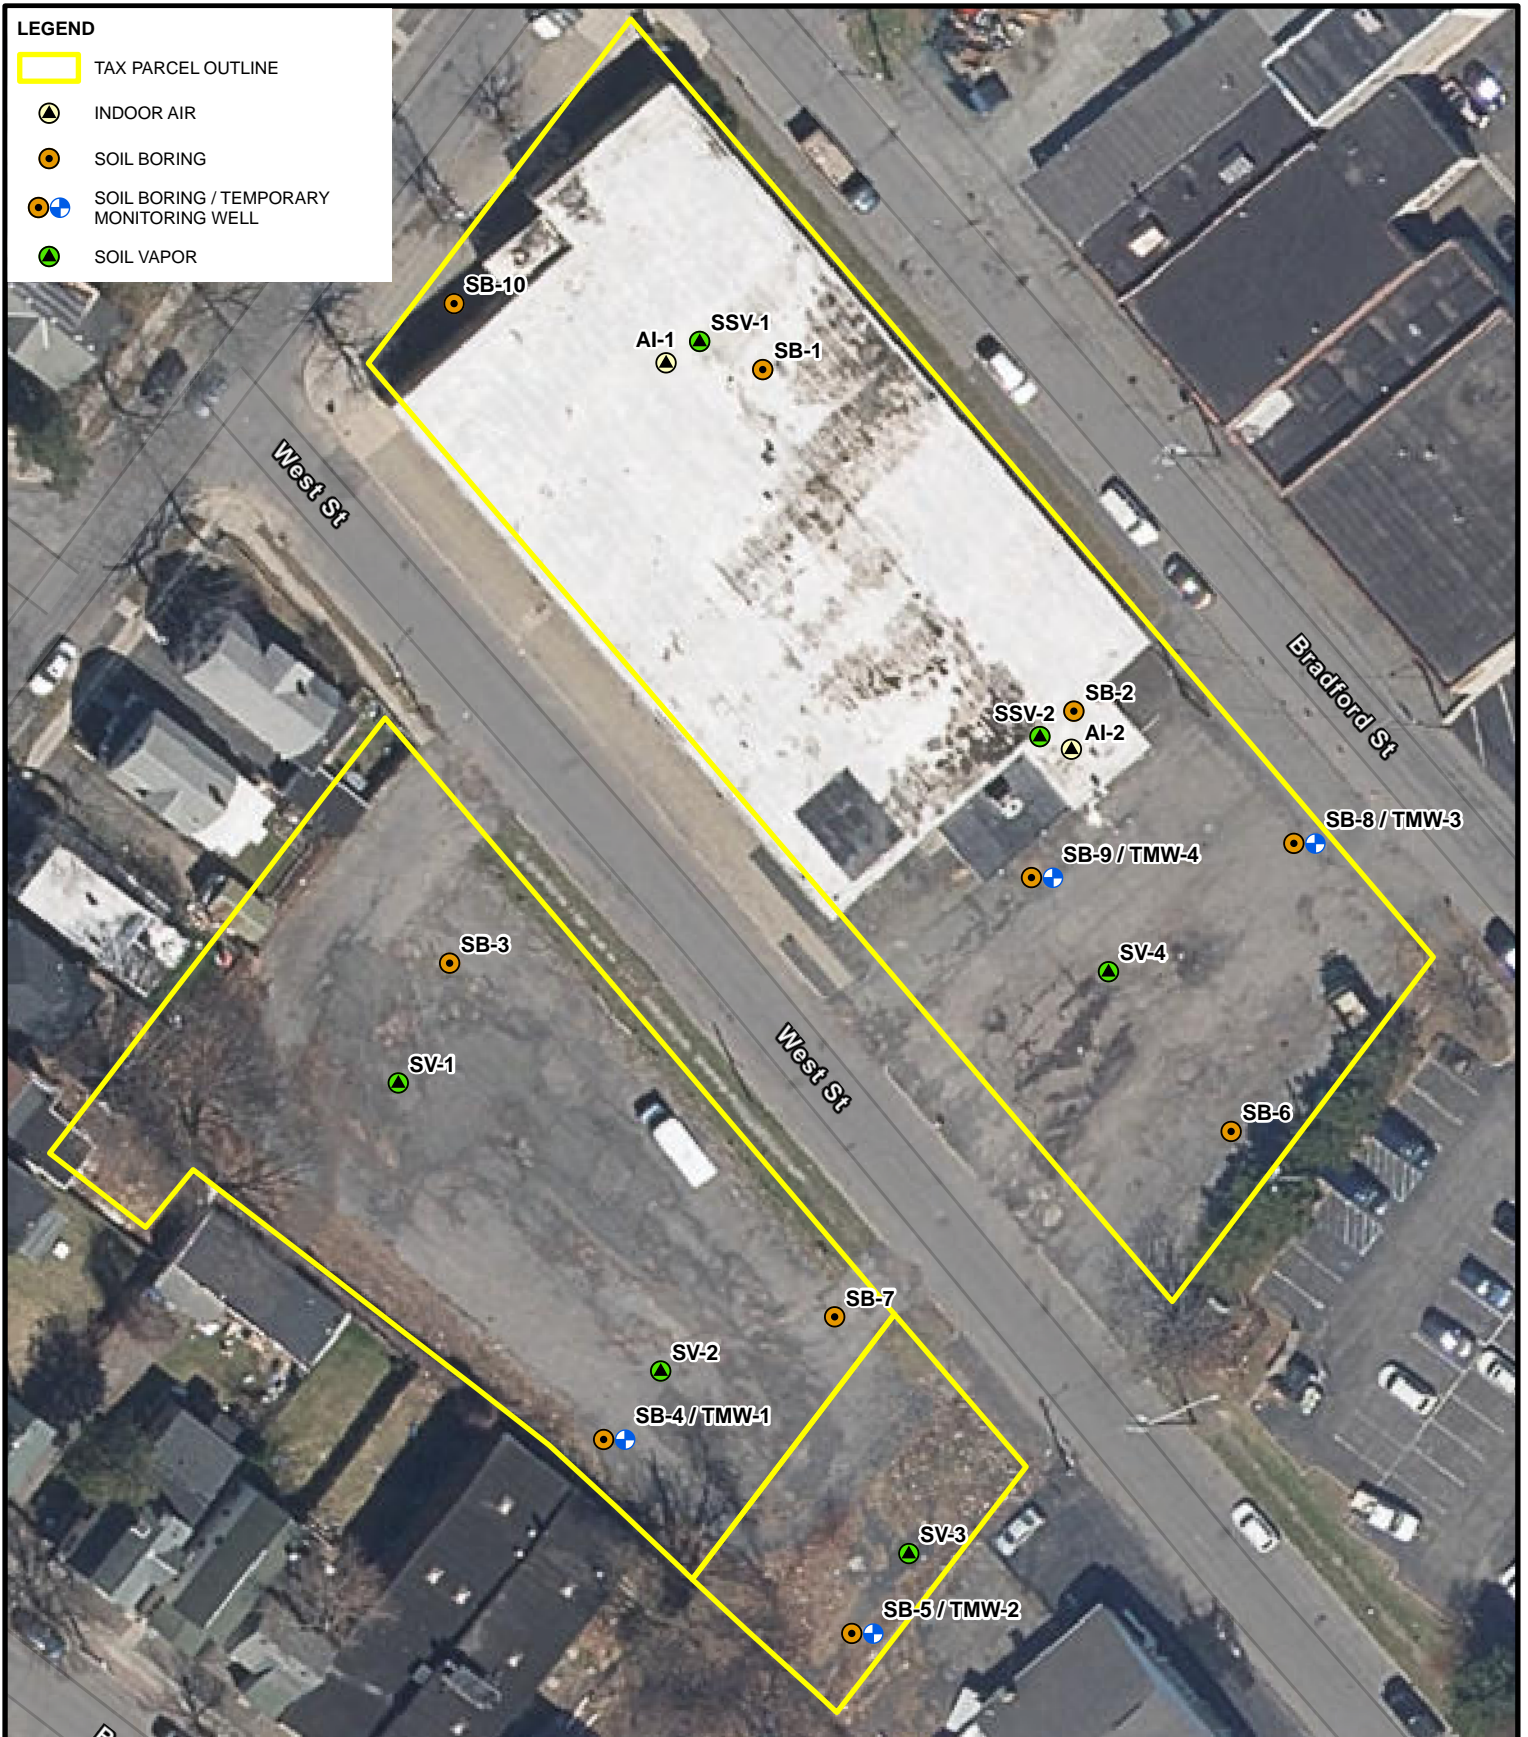 LEGEND
TAX PARCEL OUTLINE
INDOOR AIR
SOIL BORING
SOIL BORING / TEMPORARY
MONITORING WELL
SOIL VAPOR
SB-10
SSV-1
AI-1
SB-1
West St
Bradford St
SB-2
SSV-2
AI-2
SB-8 / TMW-3
SB-9 / TMW-4
SB-3
SV-4
West St
SV-1
SB-6
SB-7
SV-2
SB-4 / TMW-1
SV-3
SB-5 / TMW-2